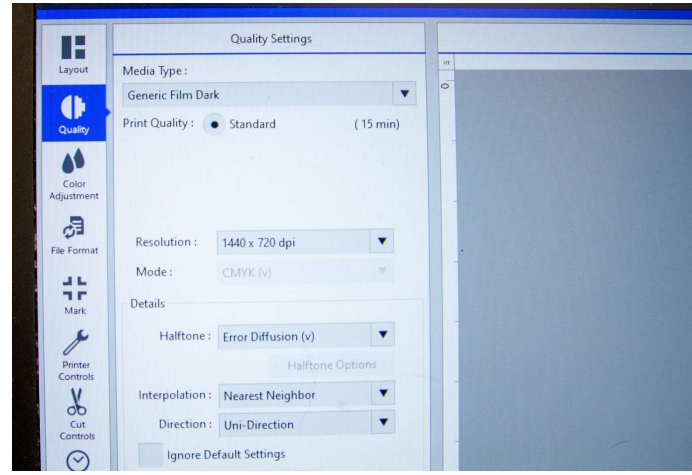 Layout
Quality
Color
Adjustment
File Format
Mark
Printer
Controls
Cut
Controls
Quality Settings
Media Type :
Generic Film Dark
Print Quality : Standard ( 15 min)
Resolution : 1440 x 720 dpi
Mode : CMYK (v)
Details
Halftone : Error Diffusion (v)
Halftone Options
Interpolation : Nearest Neighbor
Direction : Uni-Direction
Ignore Default Settings
in
0